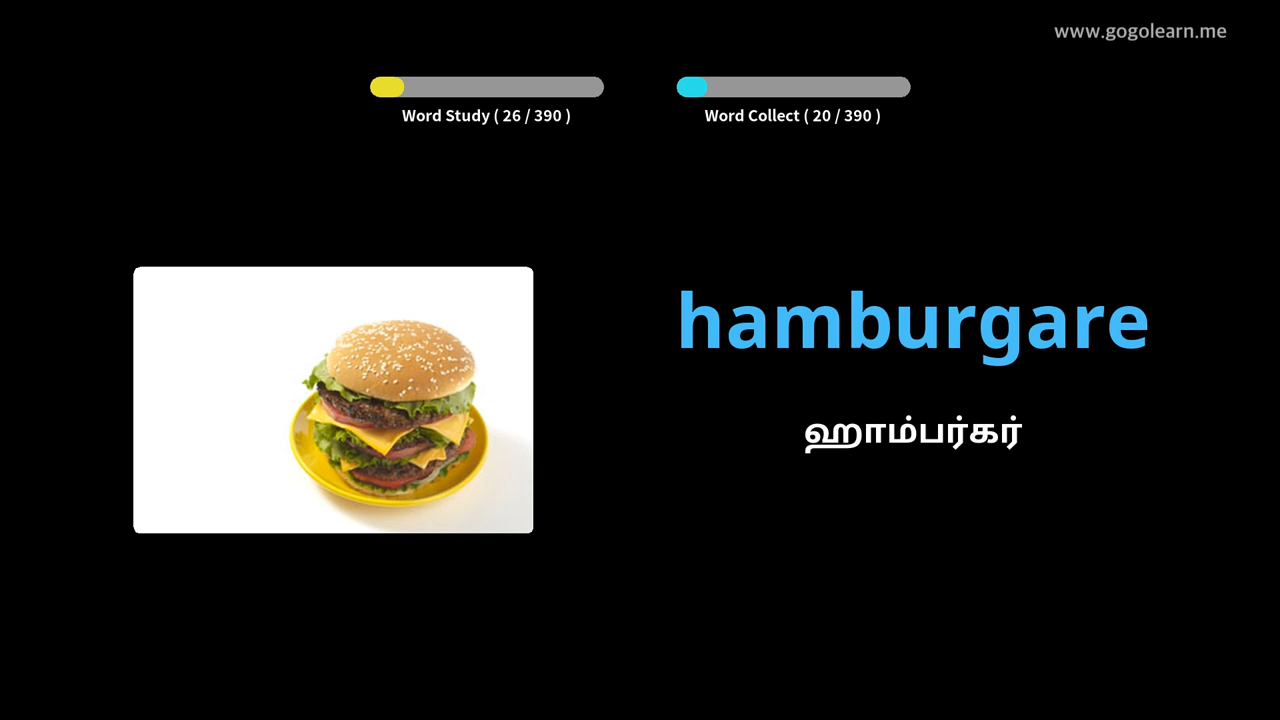 www.gogolearn.me
Word Study ( 26 / 390 )
Word Collect ( 20 / 390 )
hamburgare
ஹாம்பர்கர்